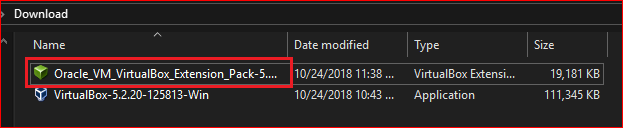 Download
Name Date modified Type Size
Oracle_VM_VirtualBox_Extension_Pack-5.... 10/24/2018 11:38 ... VirtualBox Extensi... 19,181 KB
VirtualBox-5.2.20-125813-Win 10/24/2018 10:43 ... Application 111,345 KB